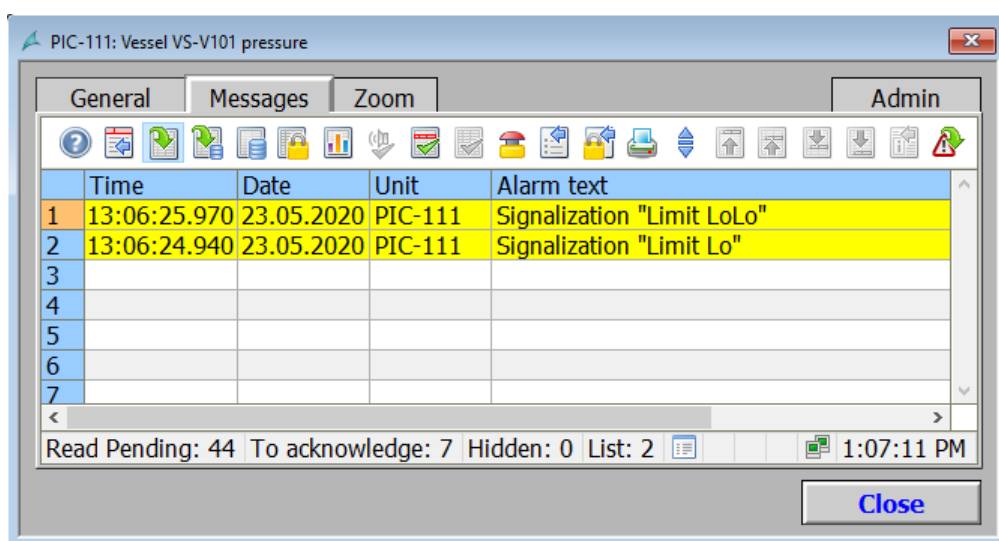 PIC-111: Vessel VS-V101 pressure
General Messages Zoom Admin
Time Date Unit Alarm text
1 13:06:25.970 23.05.2020 PIC-111 Signalization "Limit LoLo"
2 13:06:24.940 23.05.2020 PIC-111 Signalization "Limit Lo"
3
4
5
6
7
Read Pending: 44 To acknowledge: 7 Hidden: 0 List: 2 1:07:11 PM
Close